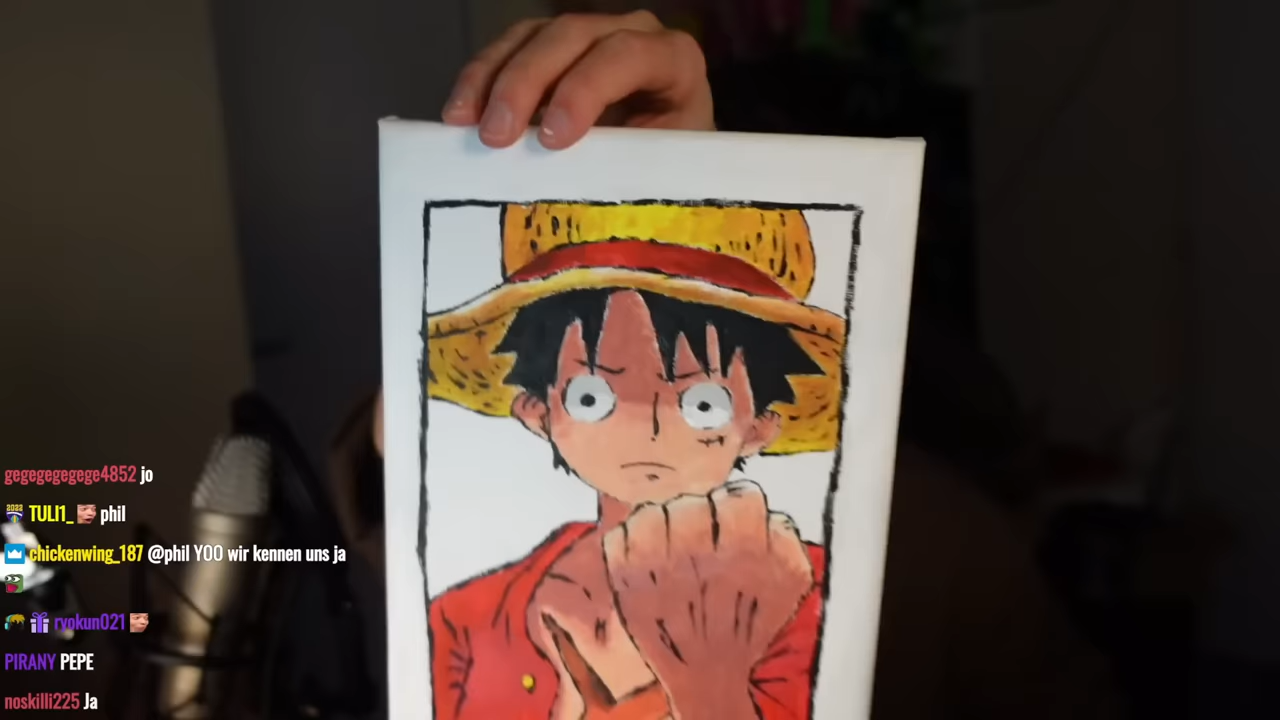 gegegegegege4852 jo
TULI1_ phil
chickenwing_187 @phil YOO wir kennen uns ja
ryokun021
PIRANY PEPE
noskilli225 Ja